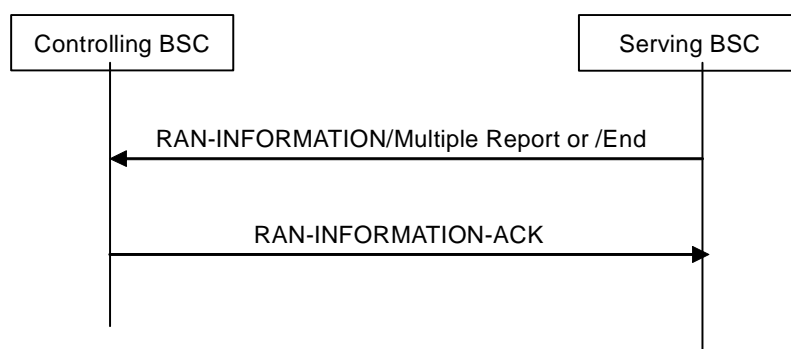 Controlling BSC
Serving BSC
RAN-INFORMATION/Multiple Report or /End
RAN-INFORMATION-ACK